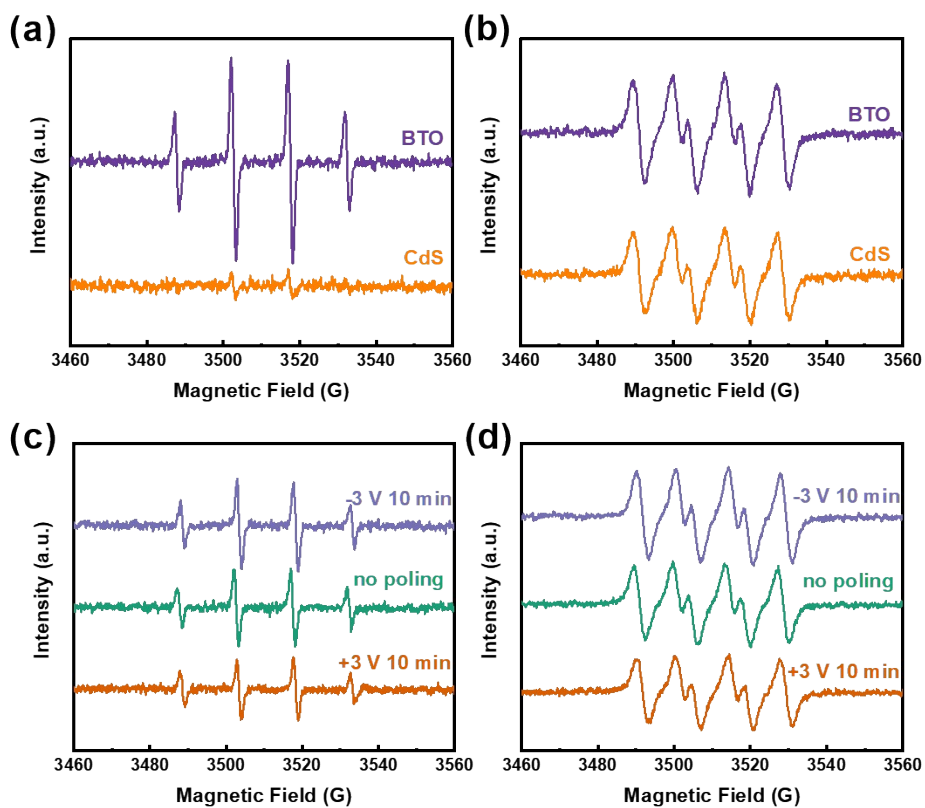 (a)
Intensity (a.u.)
BTO
CdS
3460 3480 3500 3520 3540 3560
Magnetic Field (G)
(b)
Intensity (a.u.)
BTO
CdS
3460 3480 3500 3520 3540 3560
Magnetic Field (G)
(c)
Intensity (a.u.)
-3 V 10 min
no poling
+3 V 10 min
3460 3480 3500 3520 3540 3560
Magnetic Field (G)
(d)
Intensity (a.u.)
-3 V 10 min
no poling
+3 V 10 min
3460 3480 3500 3520 3540 3560
Magnetic Field (G)